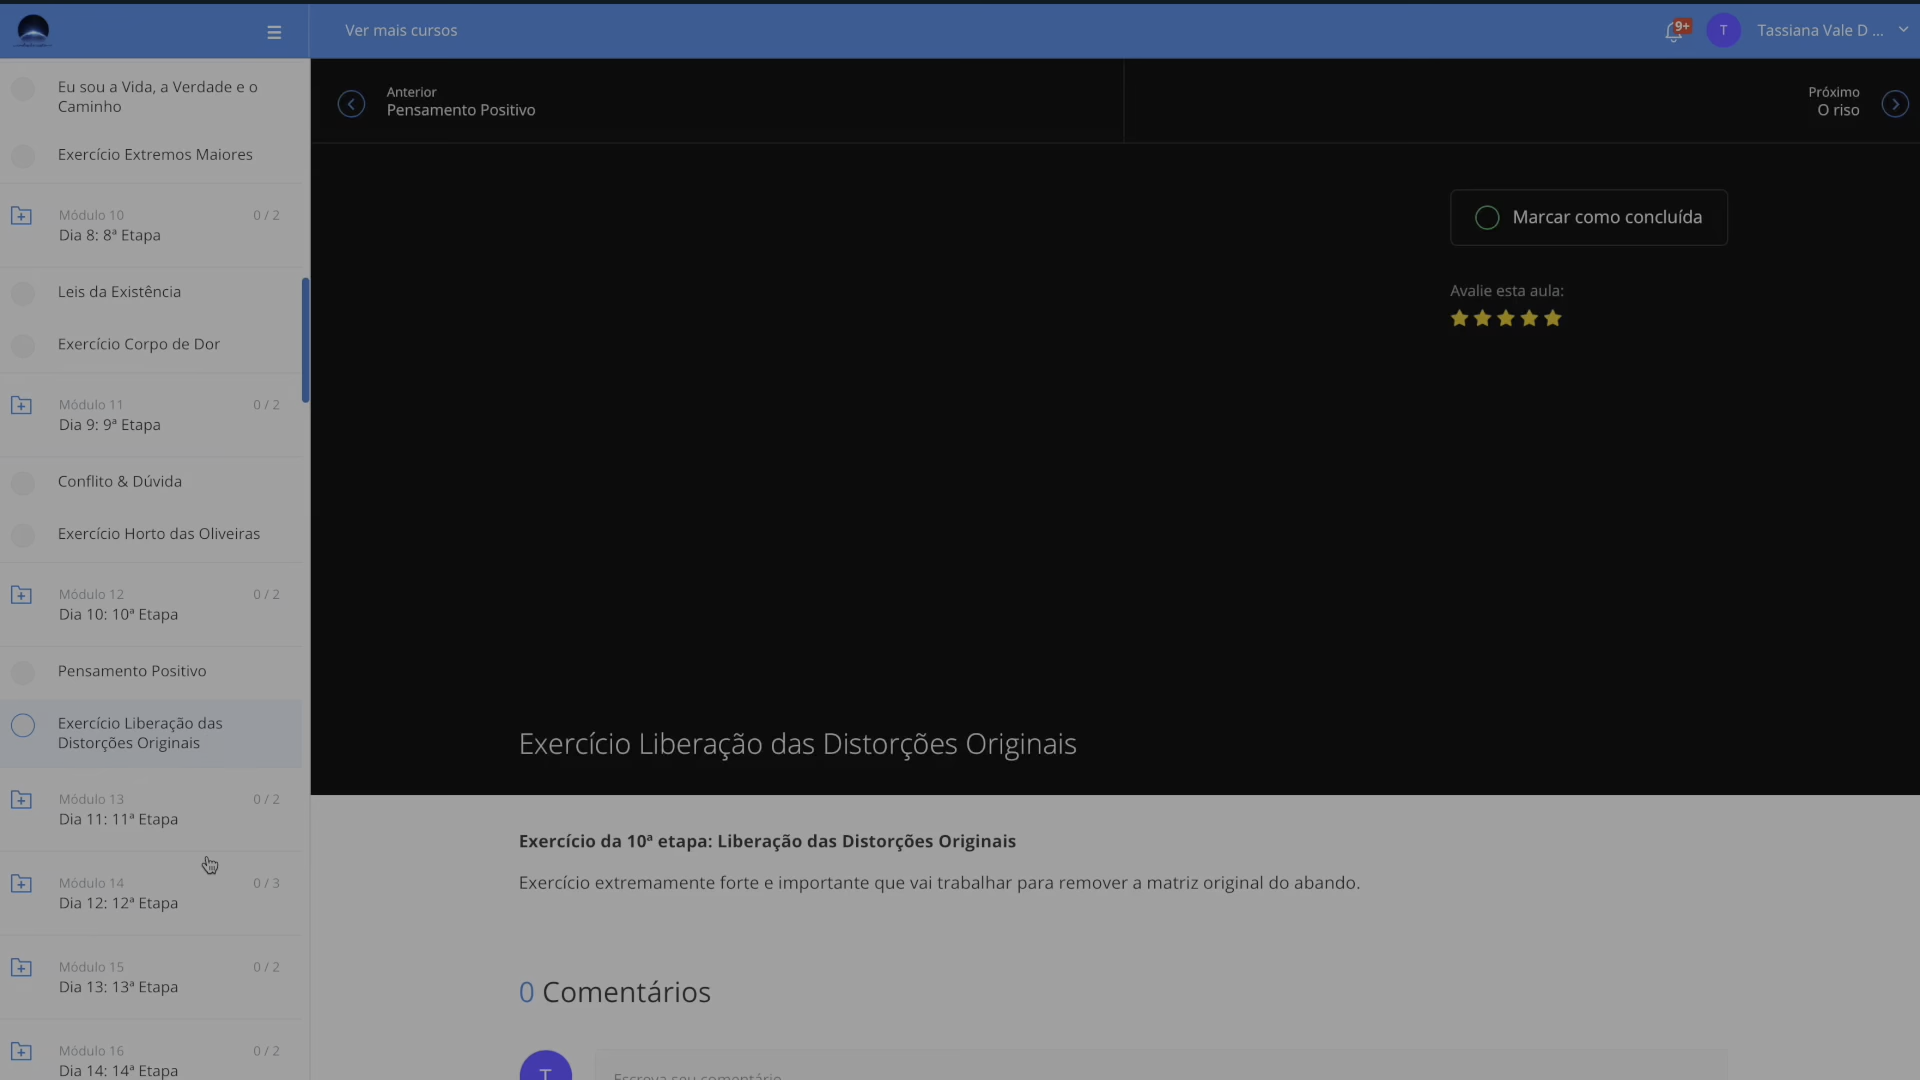 Ver mais cursos
9+
T
Tassiana Vale D ...
Eu sou a Vida, a Verdade e o
Caminho
Exercício Extremos Maiores
Módulo 10
0 / 2
Dia 8: 8ª Etapa
Leis da Existência
Exercício Corpo de Dor
Módulo 11
0 / 2
Dia 9: 9ª Etapa
Conflito & Dúvida
Exercício Horto das Oliveiras
Módulo 12
0 / 2
Dia 10: 10ª Etapa
Pensamento Positivo
Exercício Liberação das
Distorções Originais
Módulo 13
0 / 2
Dia 11: 11ª Etapa
Módulo 14
0 / 3
Dia 12: 12ª Etapa
Módulo 15
0 / 2
Dia 13: 13ª Etapa
Módulo 16
0 / 2
Dia 14: 14ª Etapa
Anterior
Pensamento Positivo
Próximo
O riso
Marcar como concluída
Avalie esta aula:
Exercício Liberação das Distorções Originais
Exercício da 10ª etapa: Liberação das Distorções Originais
Exercício extremamente forte e importante que vai trabalhar para remover a matriz original do abando.
0 Comentários
T
Escreva seu comentário